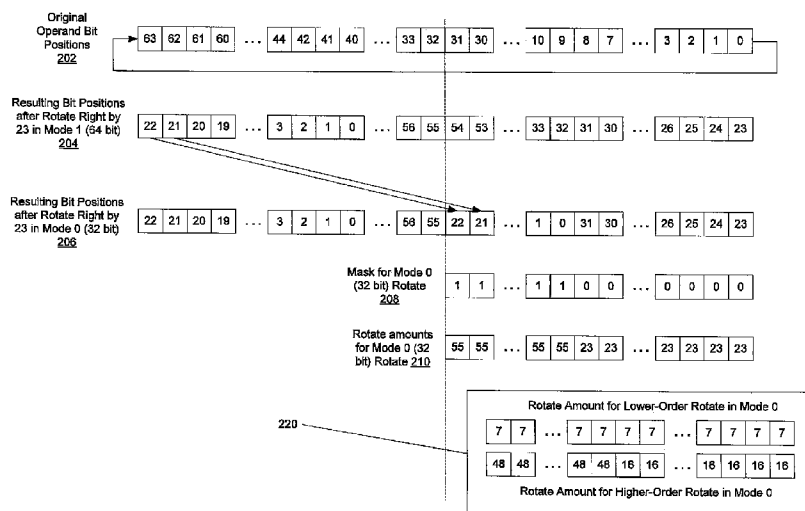 Original
Operand Bit
Positions
202
63 62 61 60 ... 44 42 41 40 ... 33 32 31 30 ... 10 9 8 7 ... 3 2 1 0
Resulting Bit Positions
after Rotate Right by
23 in Mode 1 (64 bit)
204
22 21 20 19 ... 3 2 1 0 ... 56 55 54 53 ... 33 32 31 30 ... 26 25 24 23
Resulting Bit Positions
after Rotate Right by
23 in Mode 0 (32 bit)
206
22 21 20 19 ... 3 2 1 0 ... 56 55 22 21 ... 1 0 31 30 ... 26 25 24 23
Mask for Mode 0
(32 bit) Rotate
208
1 1 ... 1 1 0 0 ... 0 0 0 0
Rotate amounts
for Mode 0 (32
bit) Rotate 210
55 55 ... 55 55 23 23 ... 23 23 23 23
220
Rotate Amount for Lower-Order Rotate in Mode 0
7 7 ... 7 7 7 7 ... 7 7 7 7
48 48 ... 48 48 16 16 ... 16 16 16 16
Rotate Amount for Higher-Order Rotate in Mode 0